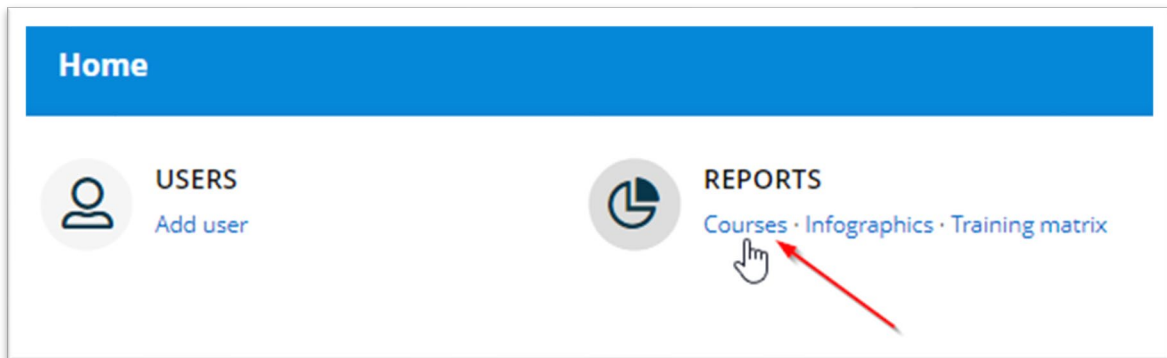 Home
USERS
Add user
REPORTS
Courses · Infographics · Training matrix